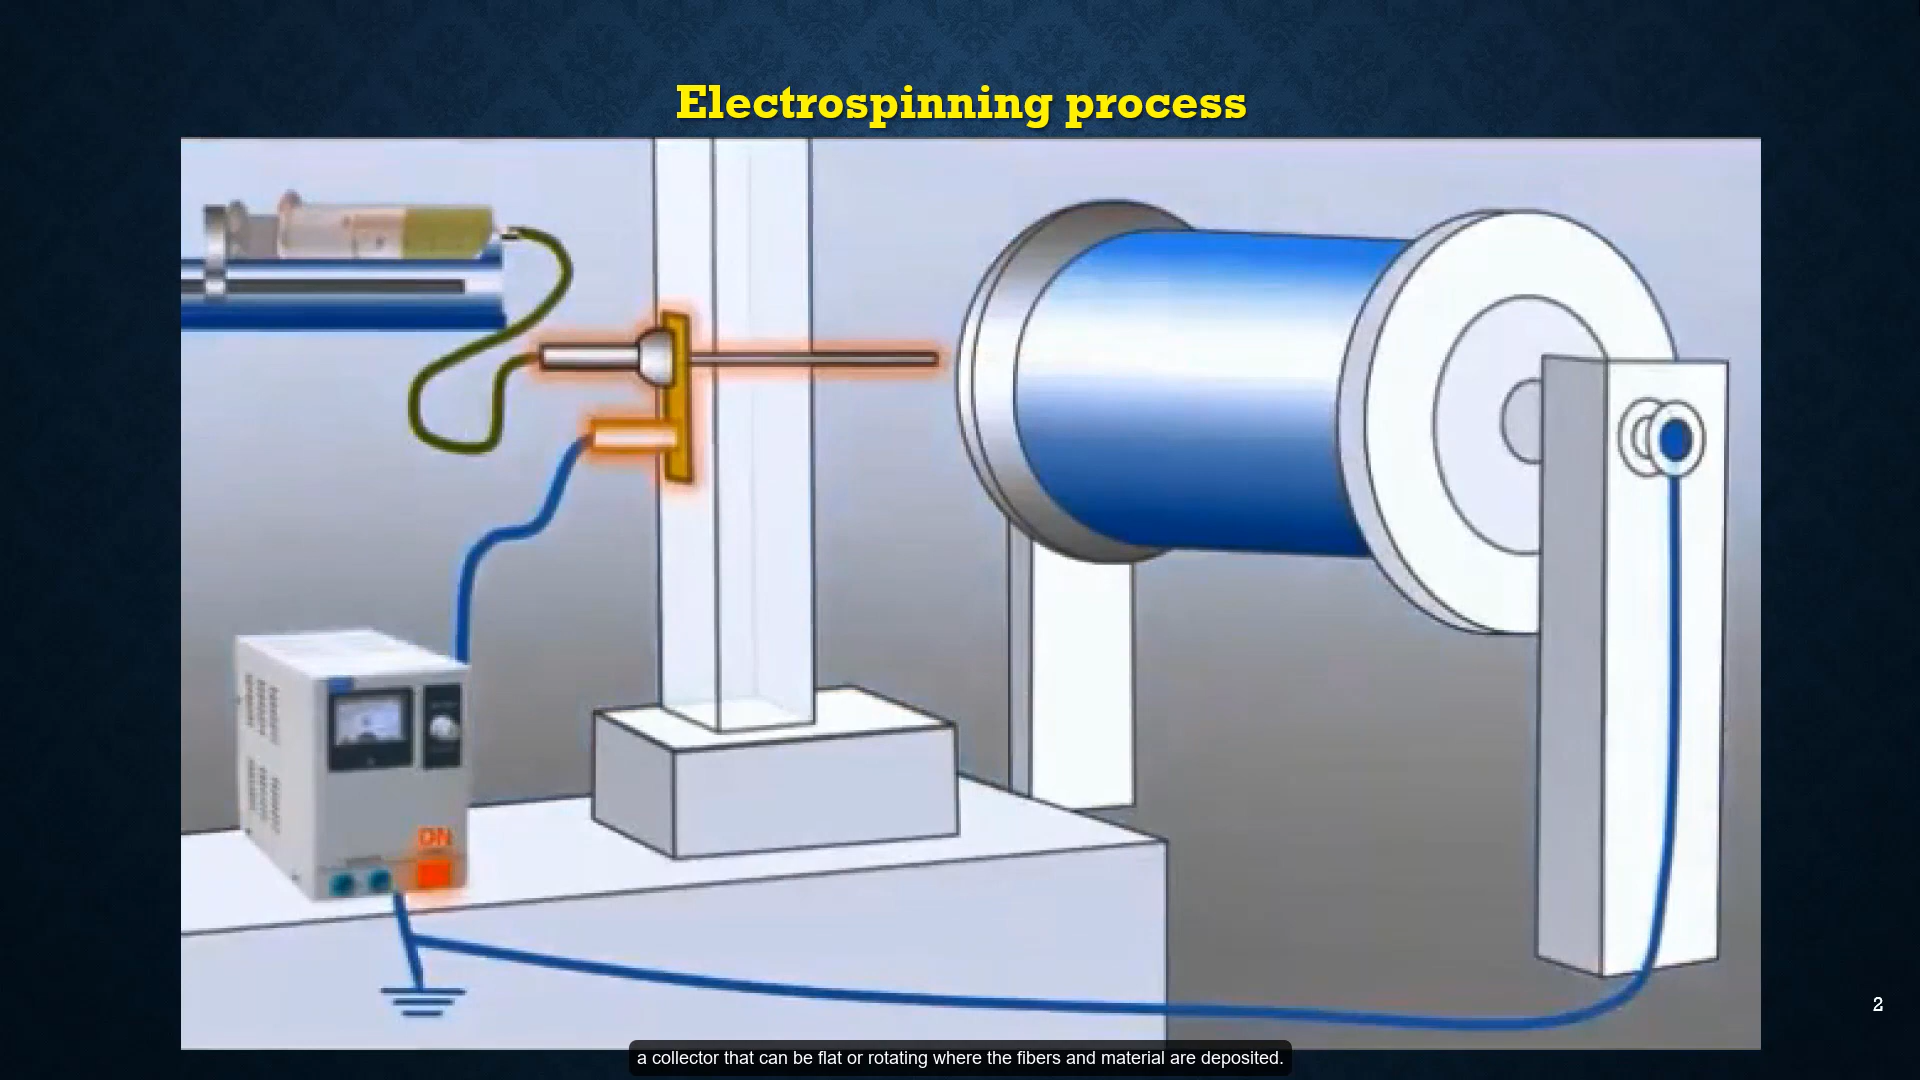 Electrospinning process
ON
2
a collector that can be flat or rotating where the fibers and material are deposited.